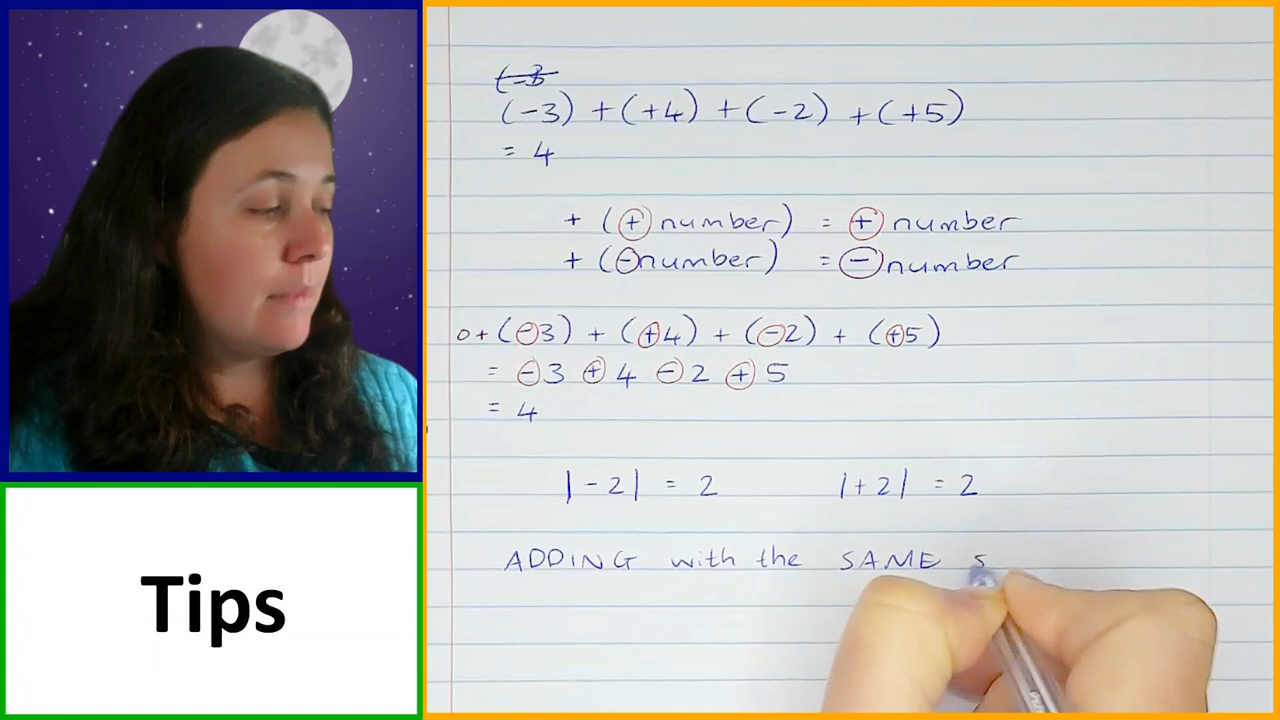 (-3
(-3) + (+4) + (-2) + (+5)
= 4
+ (+ number) = + number
+ (-number) = - number
0 + (-3) + (+4) + (-2) + (+5)
= -3 + 4 - 2 + 5
= 4
|-2| = 2 |+2| = 2
ADDING with the SAME s
Tips